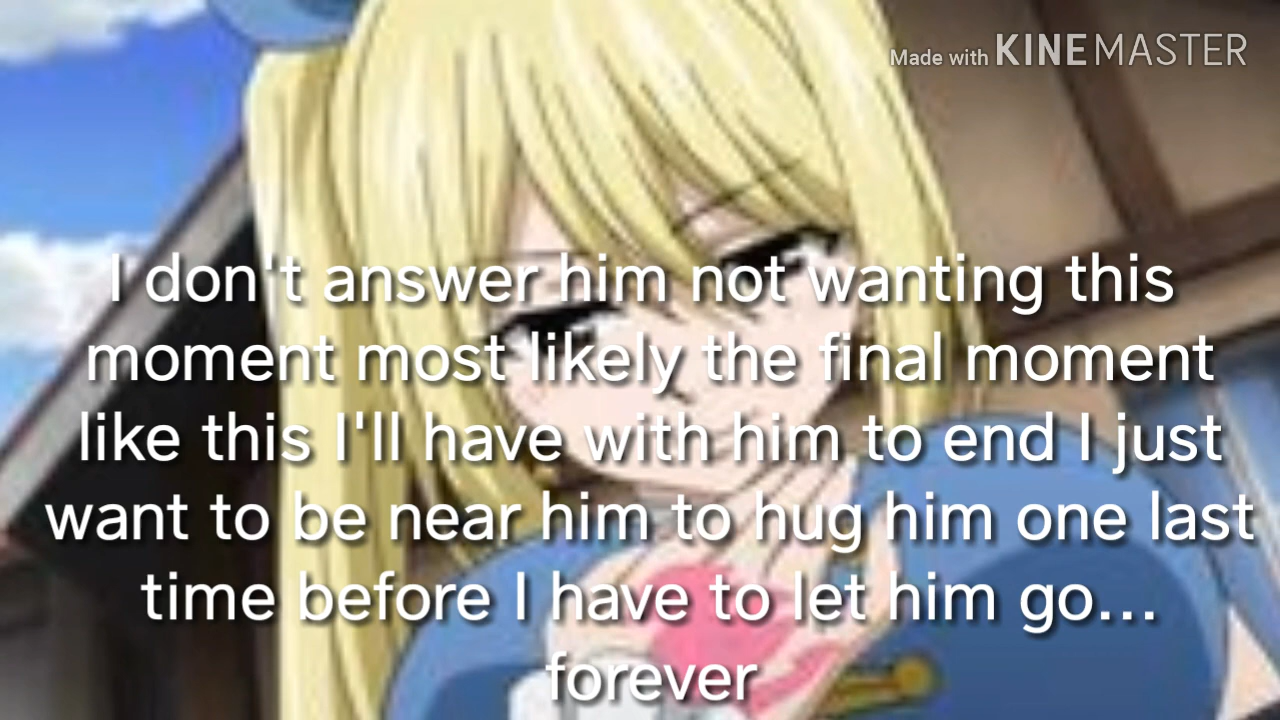 Made with KINEMASTER
I don't answer him not wanting this
moment most likely the final moment
like this I'll have with him to end I just
want to be near him to hug him one last
time before I have to let him go...
forever